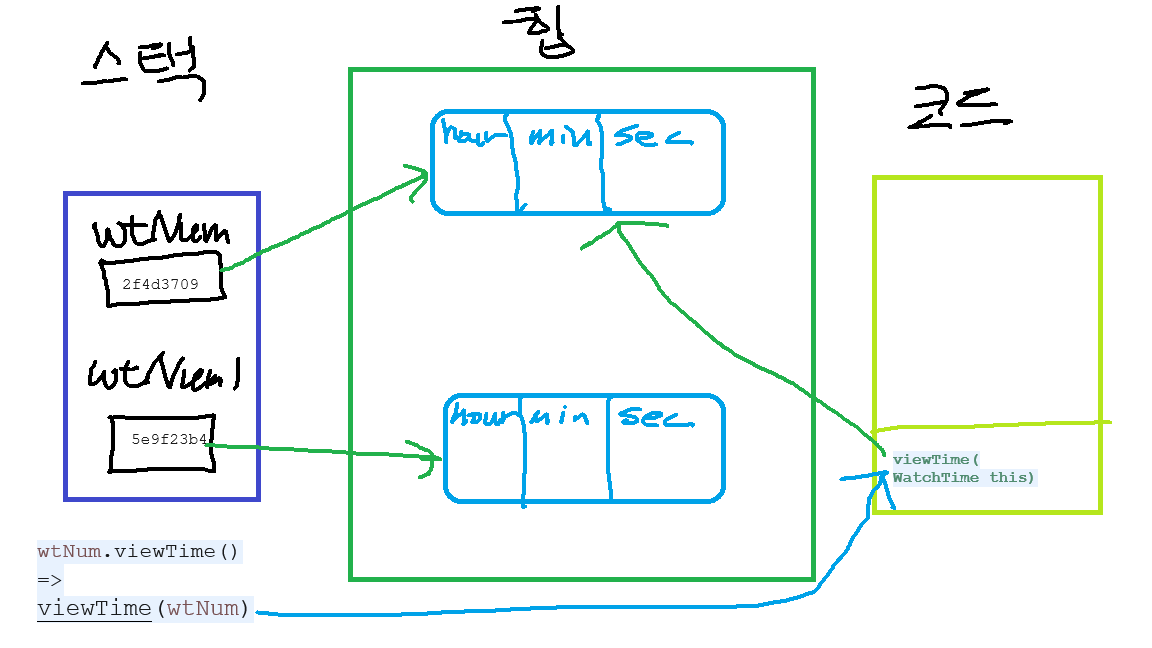 스택
힙
코드
hour min sec
wtNum
2f4d3709
wtNum1
5e9f23b4
hour min sec
viewTime(
WatchTime this)
wtNum.viewTime()
=>
viewTime(wtNum)